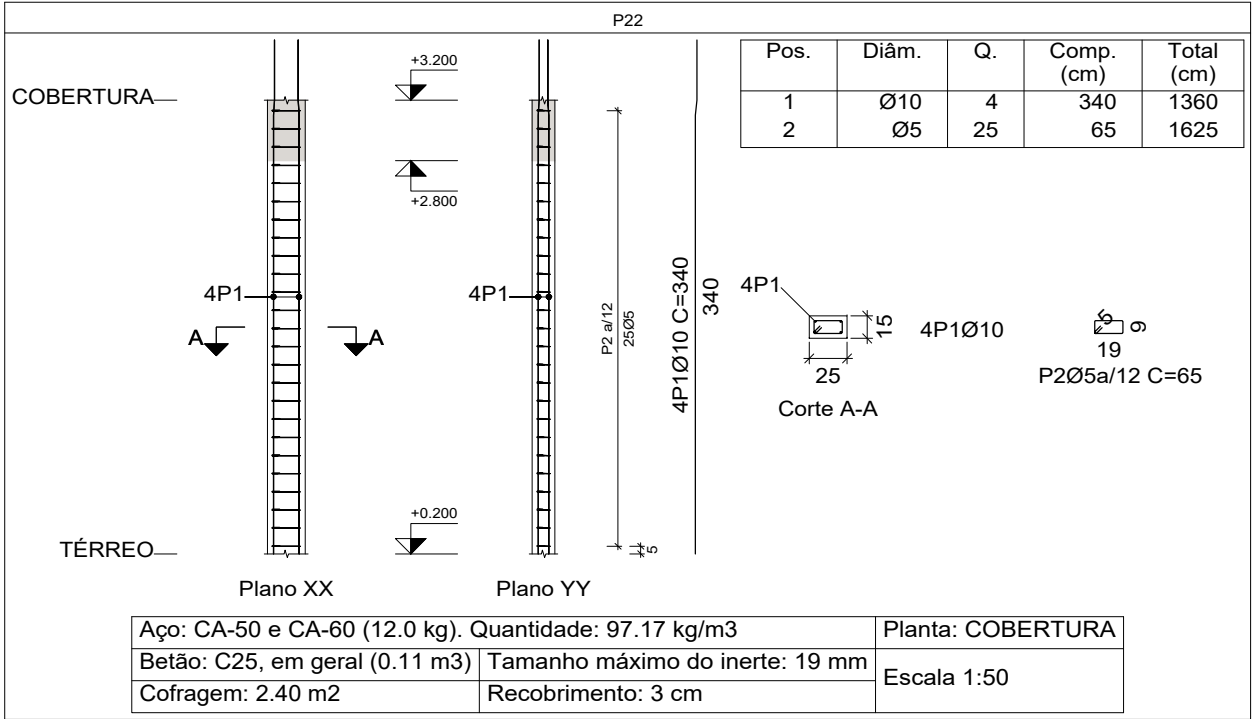 P22
COBERTURA
+3.200
+2.800
4P1
A
A
+0.200
TÉRREO
Plano XX
4P1
P2 a/12
25Ø5
5
Plano YY
4P1Ø10 C=340
340
Pos. Diâm. Q. Comp. (cm) Total (cm)
1 Ø10 4 340 1360
2 Ø5 25 65 1625
4P1
15
25
4P1Ø10
Corte A-A
5
9
19
P2Ø5a/12 C=65
Aço: CA-50 e CA-60 (12.0 kg). Quantidade: 97.17 kg/m3
Planta: COBERTURA
Betão: C25, em geral (0.11 m3)
Tamanho máximo do inerte: 19 mm
Escala 1:50
Cofragem: 2.40 m2
Recobrimento: 3 cm